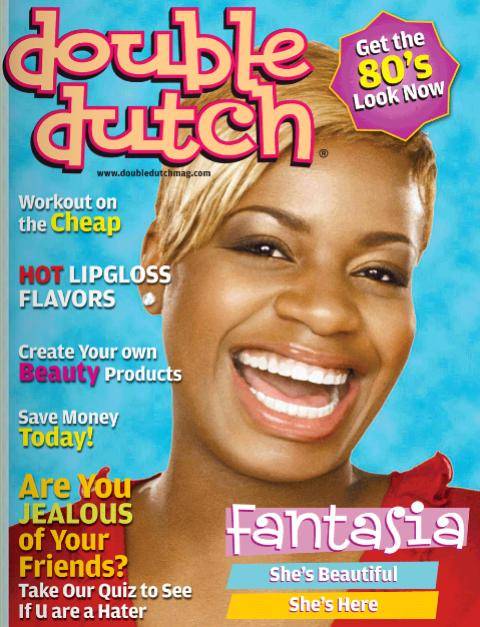 double
dutch®
www.doubledutchmag.com
Get the
80's
Look Now
Workout on
the Cheap
HOT LIPGLOSS
FLAVORS
Create Your own
Beauty Products
Save Money
Today!
Are You
JEALOUS
of Your
Friends?
Take Our Quiz to See
If U are a Hater
Fantasia
She's Beautiful
She's Here